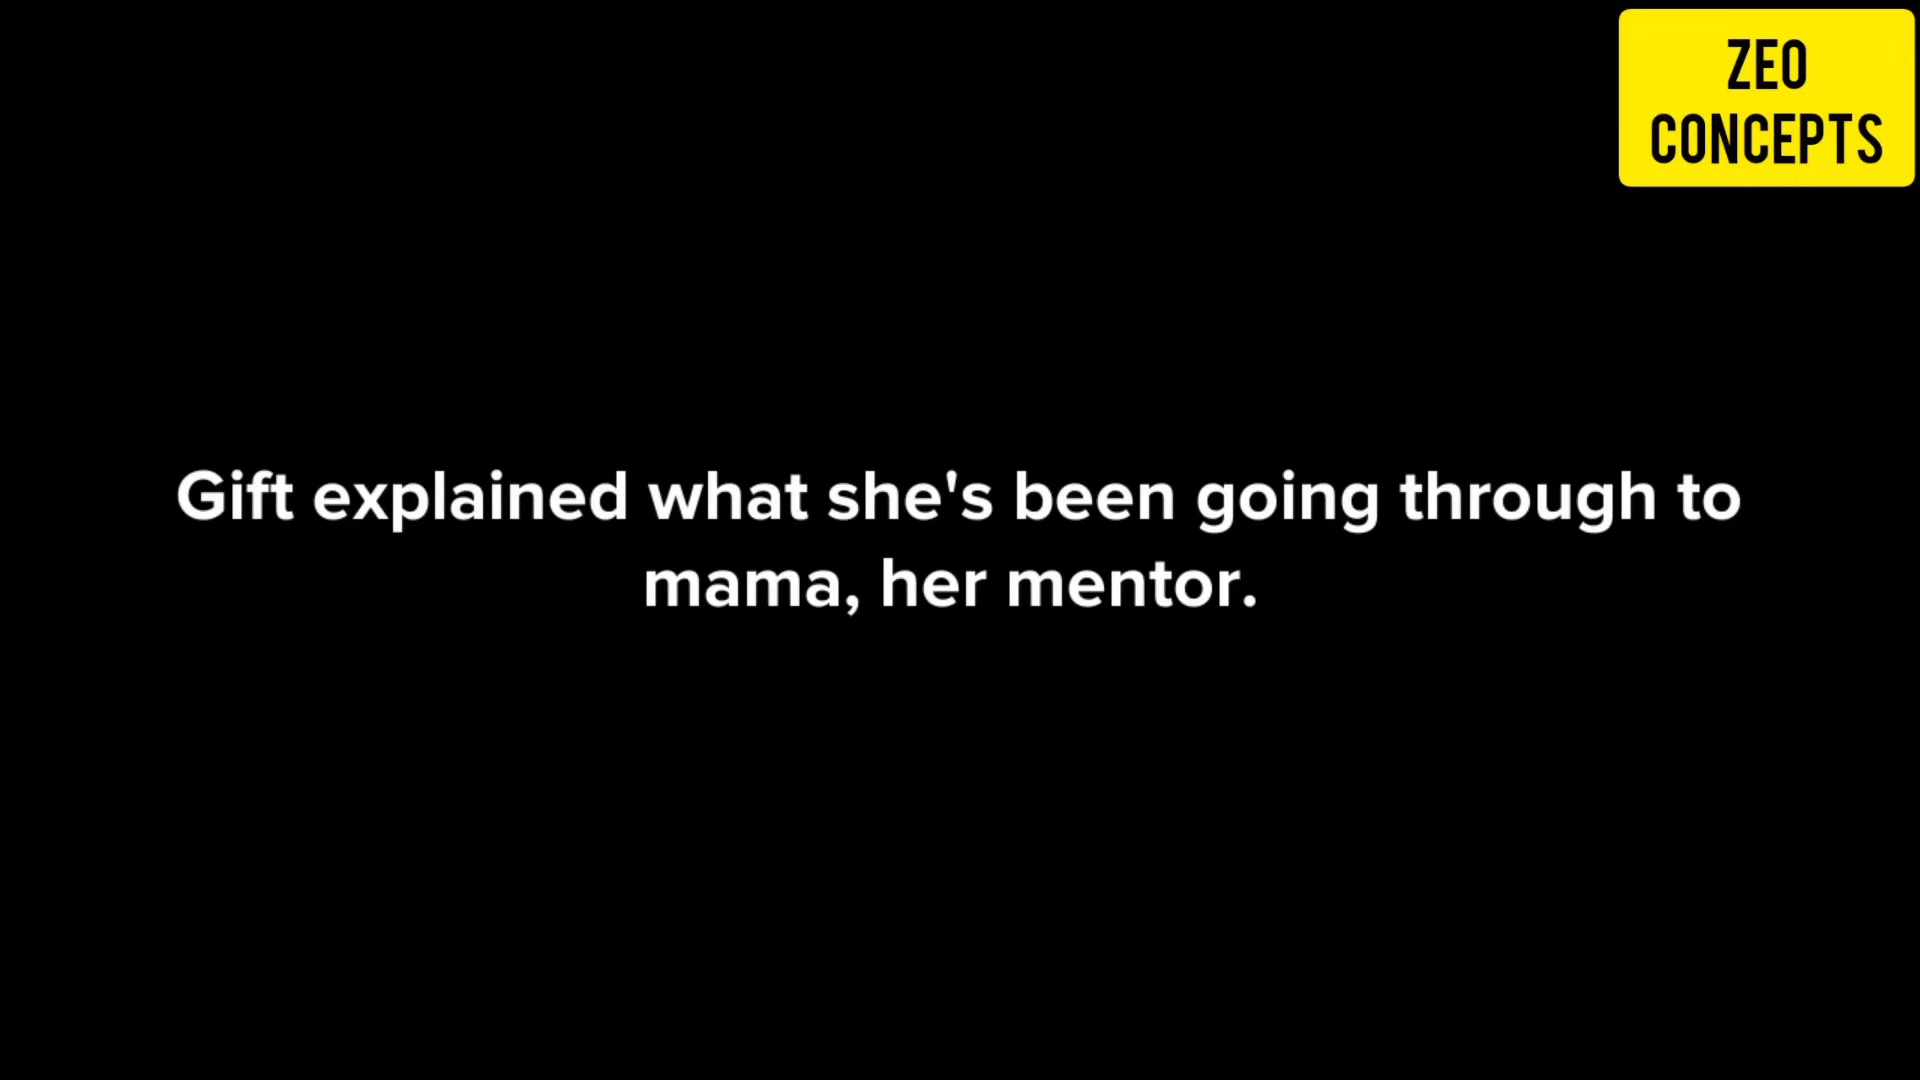 ZEO
CONCEPTS
Gift explained what she's been going through to
mama, her mentor.